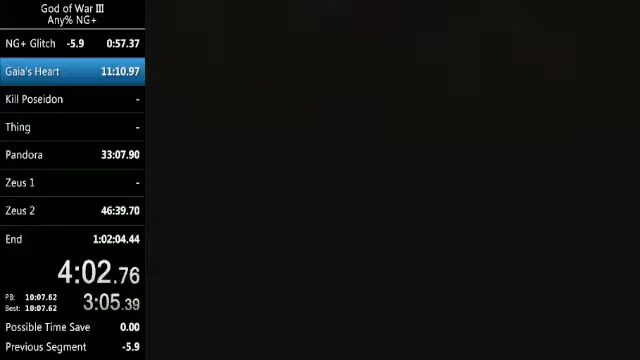 God of War III
Any% NG+
NG+ Glitch -5.9 0:57.37
Gaia's Heart 11:10.97
Kill Poseidon -
Thing -
Pandora 33:07.90
Zeus 1 -
Zeus 2 46:39.70
End 1:02:04.44
4:02.76
PB: 10:07.62
Best: 10:07.62
3:05.39
Possible Time Save 0.00
Previous Segment -5.9